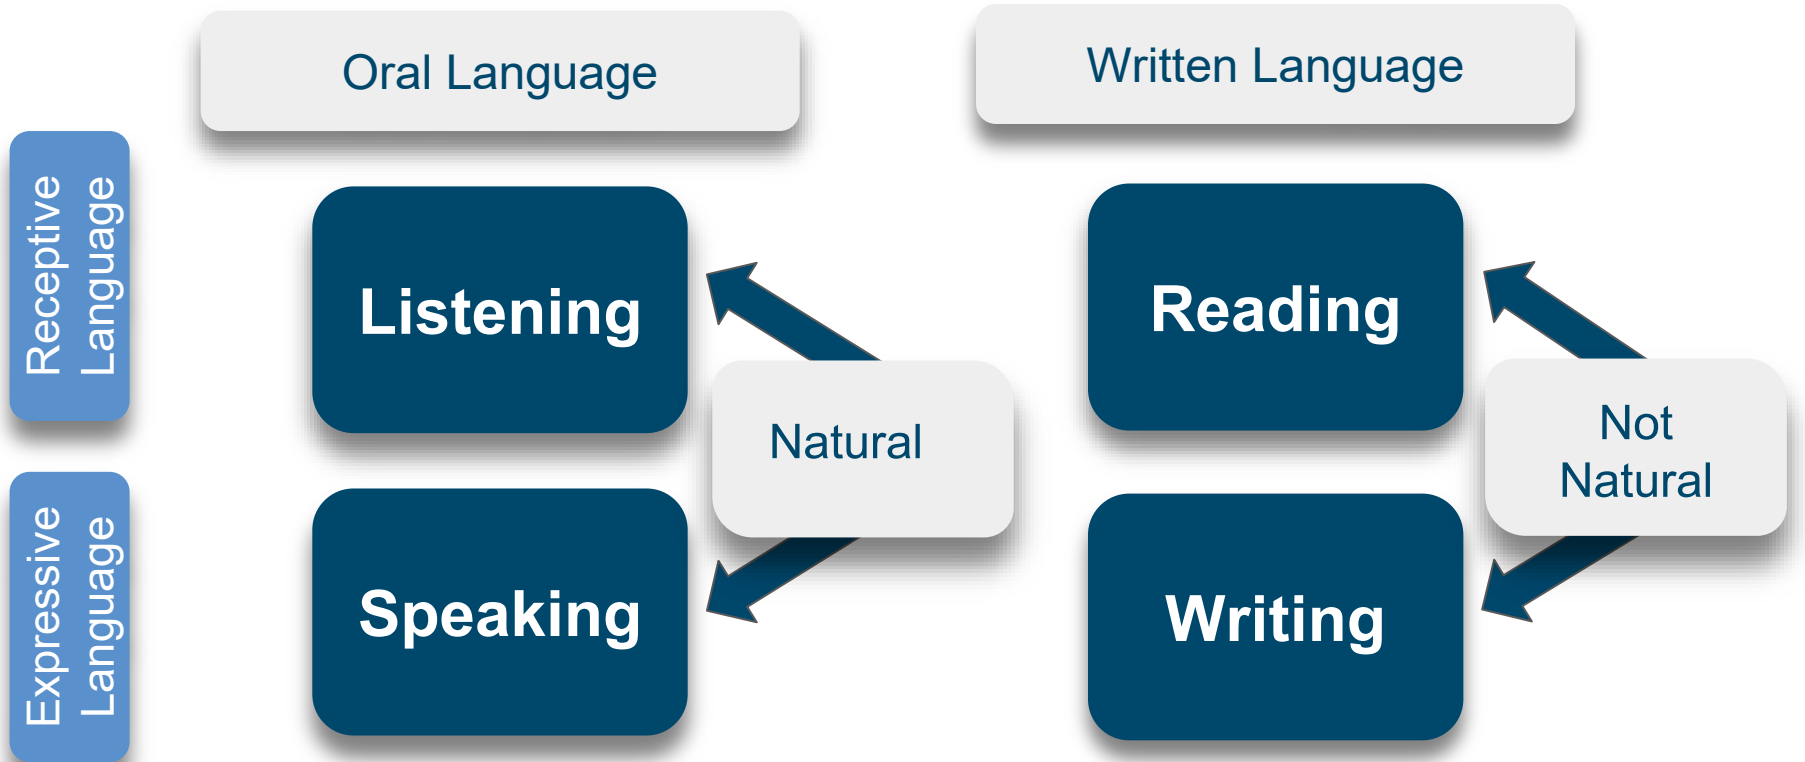 Oral Language
Written Language
Receptive
Language
Listening
Reading
Natural
Not
Natural
Expressive
Language
Speaking
Writing